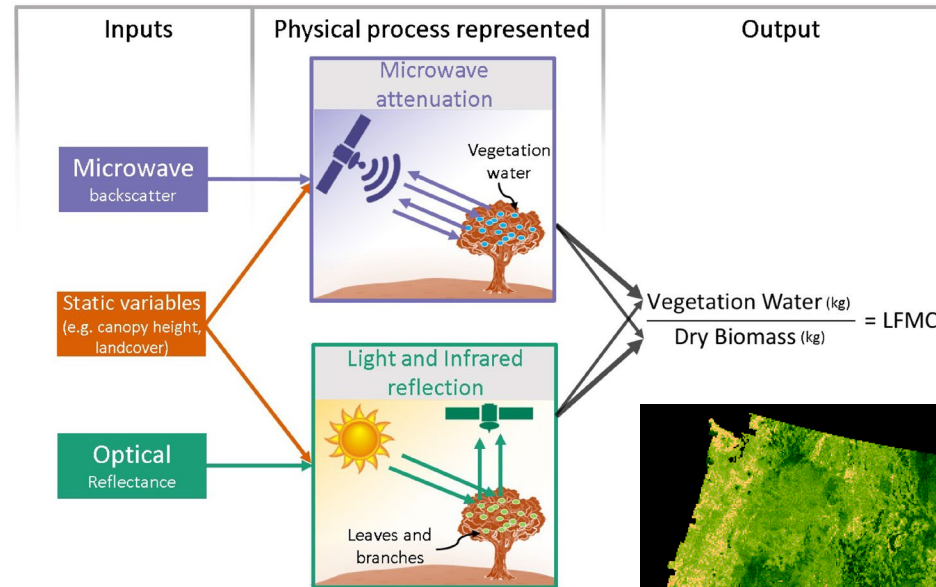 Inputs
Physical process represented
Output
Microwave
attenuation
Vegetation
water
Microwave
backscatter
Static variables
(e.g. canopy height,
landcover)
Vegetation Water (kg)
Dry Biomass (kg)
= LFMC
Light and Infrared
reflection
Optical
Reflectance
Leaves and
branches